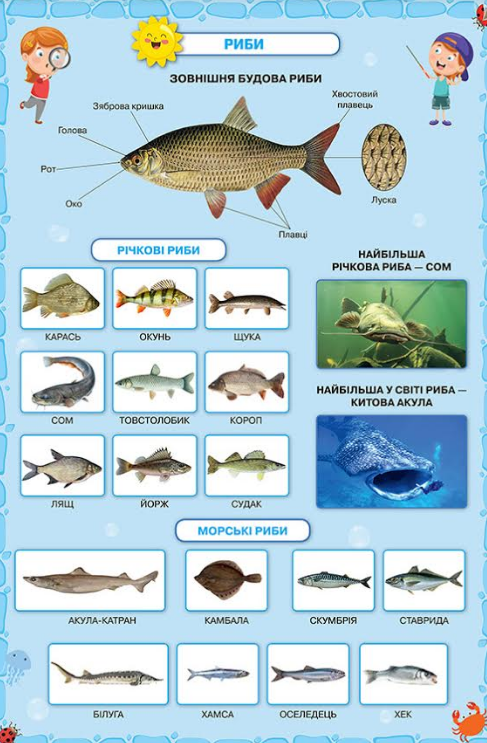 РИБИ
ЗОВНІШНЯ БУДОВА РИБИ
Зяброва кришка
Хвостовий
плавець
Голова
Рот
Око
Луска
Плавці
РІЧКОВІ РИБИ
КАРАСЬ
ОКУНЬ
ЩУКА
СОМ
ТОВСТОЛОБИК
КОРОП
ЛЯЩ
ЙОРЖ
СУДАК
НАЙБІЛЬША
РІЧКОВА РИБА — СОМ
НАЙБІЛЬША У СВІТІ РИБА —
КИТОВА АКУЛА
МОРСЬКІ РИБИ
АКУЛА-КАТРАН
КАМБАЛА
СКУМБРІЯ
СТАВРИДА
БІЛУГА
ХАМСА
ОСЕЛЕДЕЦЬ
ХЕК